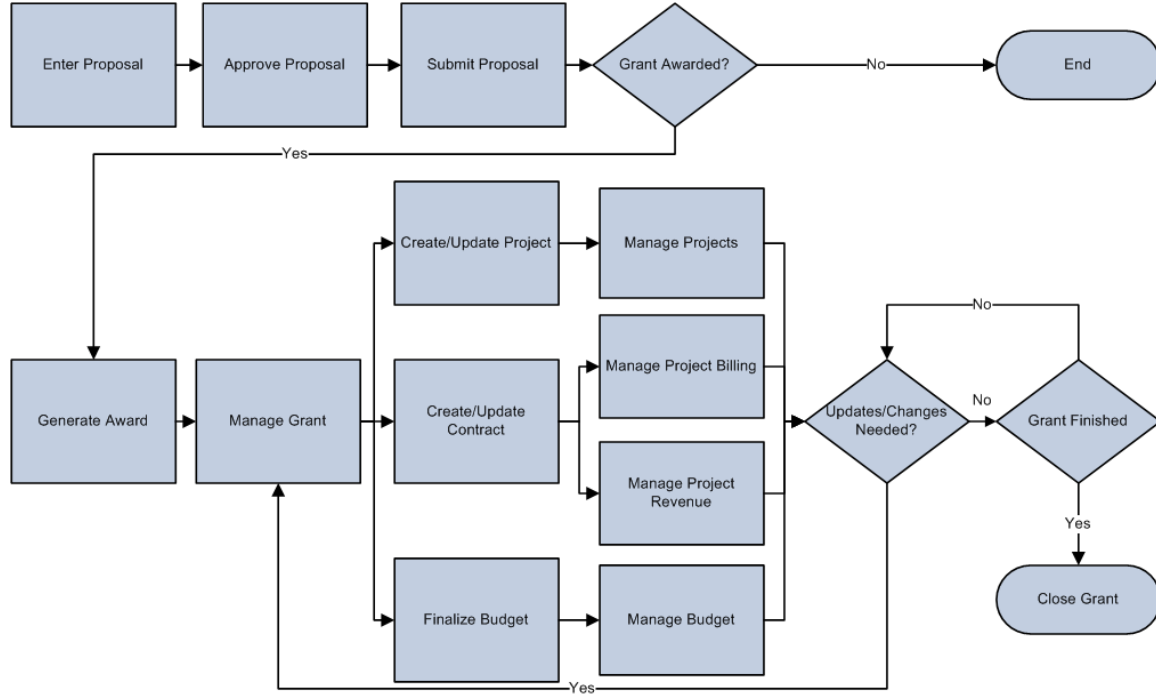 Enter Proposal
Approve Proposal
Submit Proposal
Grant Awarded?
No
End
Yes
Create/Update Project
Manage Projects
No
Manage Project Billing
Generate Award
Manage Grant
Create/Update
Contract
Updates/Changes
Needed?
No
Grant Finished
Manage Project
Revenue
Yes
Finalize Budget
Manage Budget
Close Grant
Yes